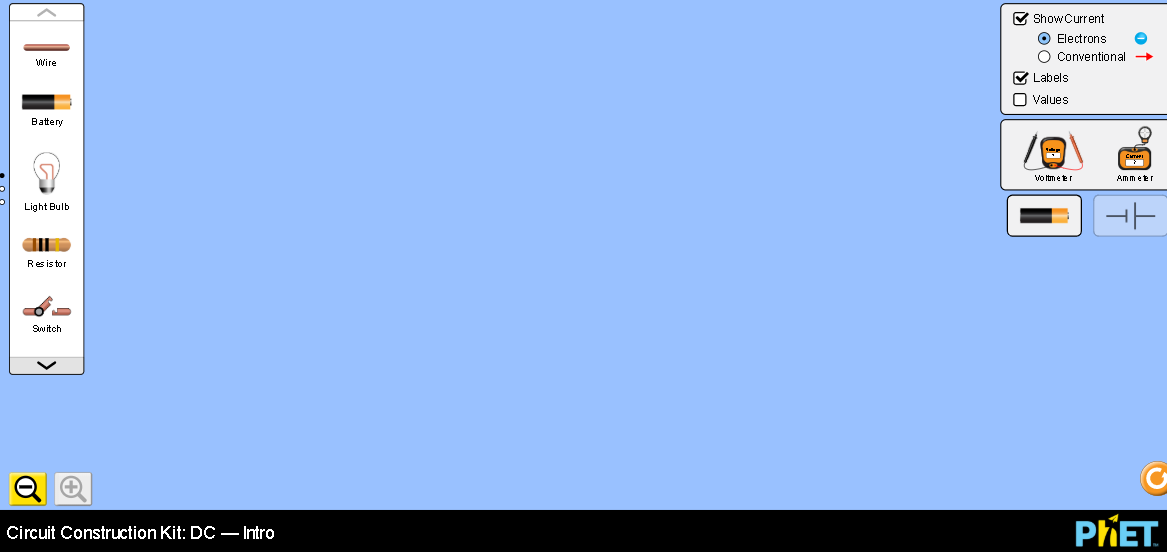 Wire
Battery
Light Bulb
Resistor
Switch
Show Current
Electrons
Conventional
Labels
Values
Voltmeter
Ammeter
Circuit Construction Kit: DC — Intro
PhET